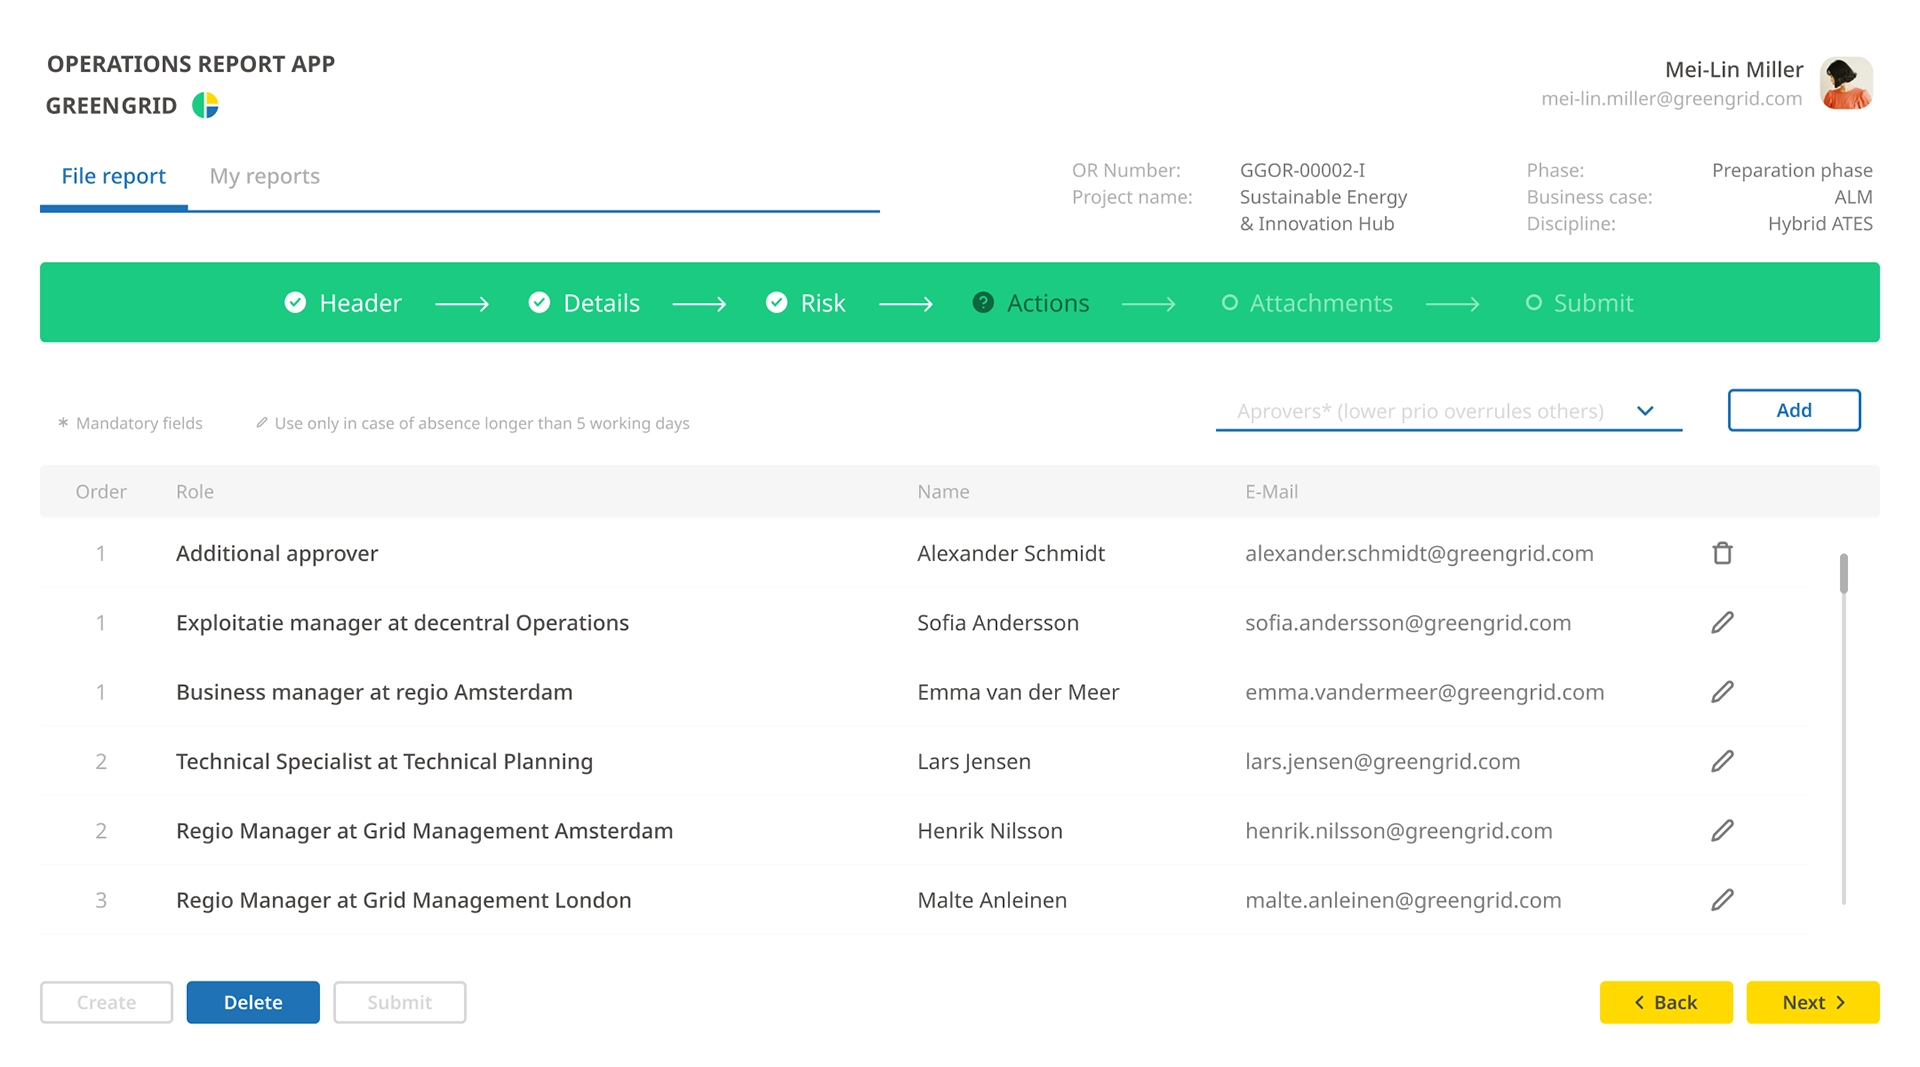 OPERATIONS REPORT APP
GREENGRID
Mei-Lin Miller
mei-lin.miller@greengrid.com
File report
My reports
OR Number: GGOR-00002-I
Project name: Sustainable Energy
& Innovation Hub
Phase: Preparation phase
Business case: ALM
Discipline: Hybrid ATES
Header
Details
Risk
? Actions
Attachments
Submit
* Mandatory fields
Use only in case of absence longer than 5 working days
Aprovers* (lower prio overrules others)
Add
Order Role Name E-Mail
1 Additional approver Alexander Schmidt alexander.schmidt@greengrid.com
1 Exploitatie manager at decentral Operations Sofia Andersson sofia.andersson@greengrid.com
1 Business manager at regio Amsterdam Emma van der Meer emma.vandermeer@greengrid.com
2 Technical Specialist at Technical Planning Lars Jensen lars.jensen@greengrid.com
2 Regio Manager at Grid Management Amsterdam Henrik Nilsson henrik.nilsson@greengrid.com
3 Regio Manager at Grid Management London Malte Anleinen malte.anleinen@greengrid.com
Create
Delete
Submit
Back
Next